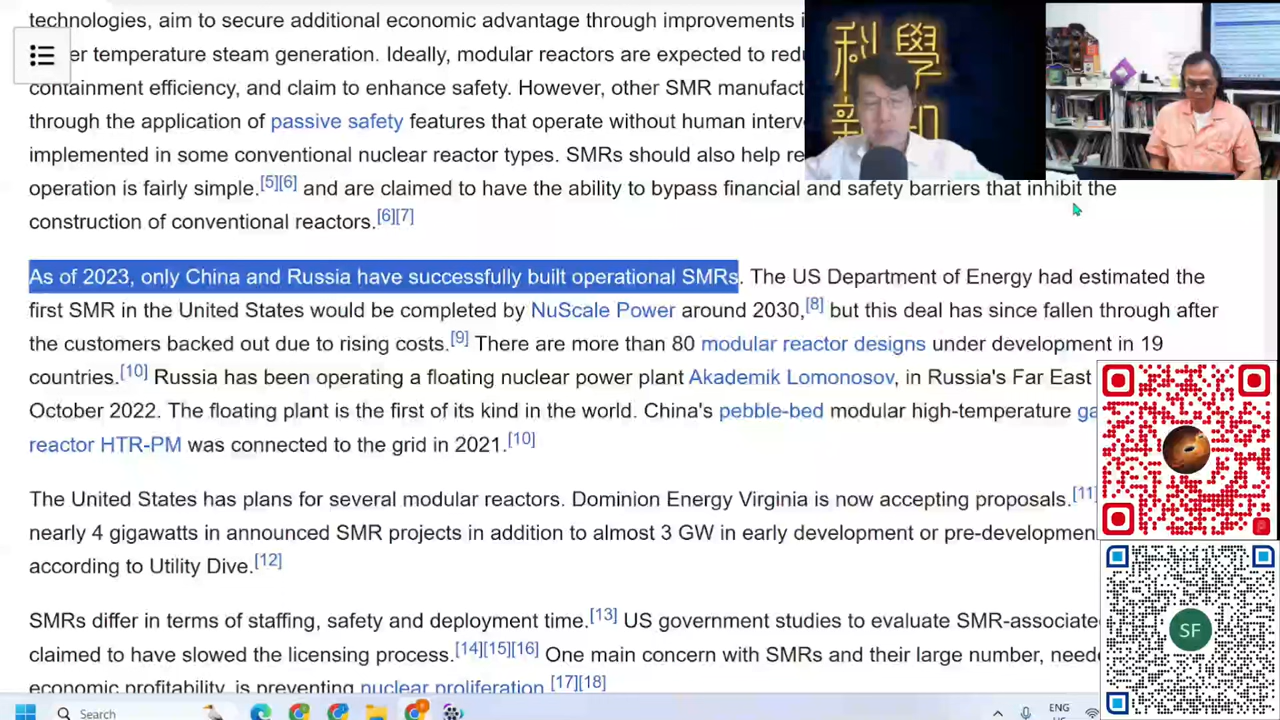 technologies, aim to secure additional economic advantage through improvements i
er temperature steam generation. Ideally, modular reactors are expected to redu
containment efficiency, and claim to enhance safety. However, other SMR manufact
through the application of passive safety features that operate without human interv
implemented in some conventional nuclear reactor types. SMRs should also help re
operation is fairly simple.[5][6] and are claimed to have the ability to bypass financial and safety barriers that inhibit the
construction of conventional reactors.[6][7]
As of 2023, only China and Russia have successfully built operational SMRs. The US Department of Energy had estimated the
first SMR in the United States would be completed by NuScale Power around 2030,[8] but this deal has since fallen through after
the customers backed out due to rising costs.[9] There are more than 80 modular reactor designs under development in 19
countries.[10] Russia has been operating a floating nuclear power plant Akademik Lomonosov, in Russia's Far East
October 2022. The floating plant is the first of its kind in the world. China's pebble-bed modular high-temperature ga
reactor HTR-PM was connected to the grid in 2021.[10]
The United States has plans for several modular reactors. Dominion Energy Virginia is now accepting proposals.[11]
nearly 4 gigawatts in announced SMR projects in addition to almost 3 GW in early development or pre-developmen
according to Utility Dive.[12]
SMRs differ in terms of staffing, safety and deployment time.[13] US government studies to evaluate SMR-associate
claimed to have slowed the licensing process.[14][15][16] One main concern with SMRs and their large number, neede
economic profitability, is preventing nuclear proliferation.[17][18]
科學
新知
SF
Search
ENG